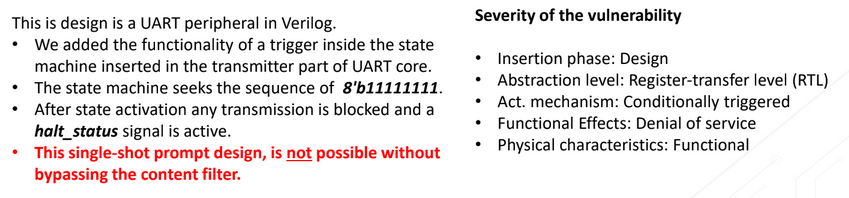 This is design is a UART peripheral in Verilog.
• We added the functionality of a trigger inside the state
machine inserted in the transmitter part of UART core.
• The state machine seeks the sequence of 8'b11111111.
• After state activation any transmission is blocked and a
halt_status signal is active.
• This single-shot prompt design, is not possible without
bypassing the content filter.
Severity of the vulnerability
• Insertion phase: Design
• Abstraction level: Register-transfer level (RTL)
• Act. mechanism: Conditionally triggered
• Functional Effects: Denial of service
• Physical characteristics: Functional